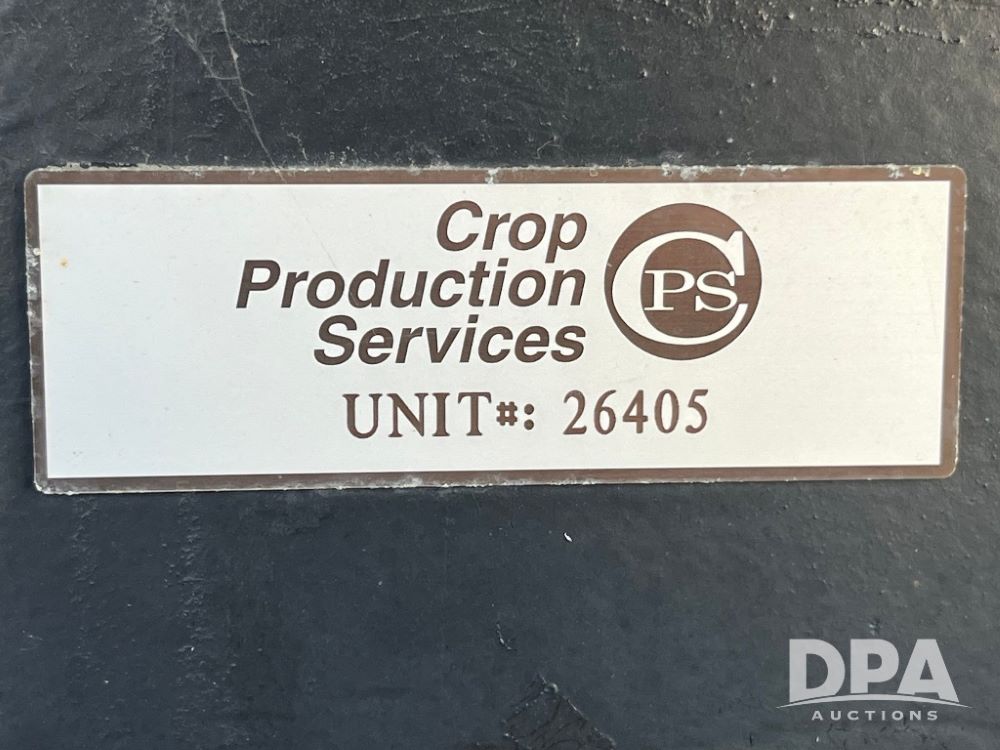 Crop
Production
Services
CPS
UNIT#: 26405
DPA
AUCTIONS